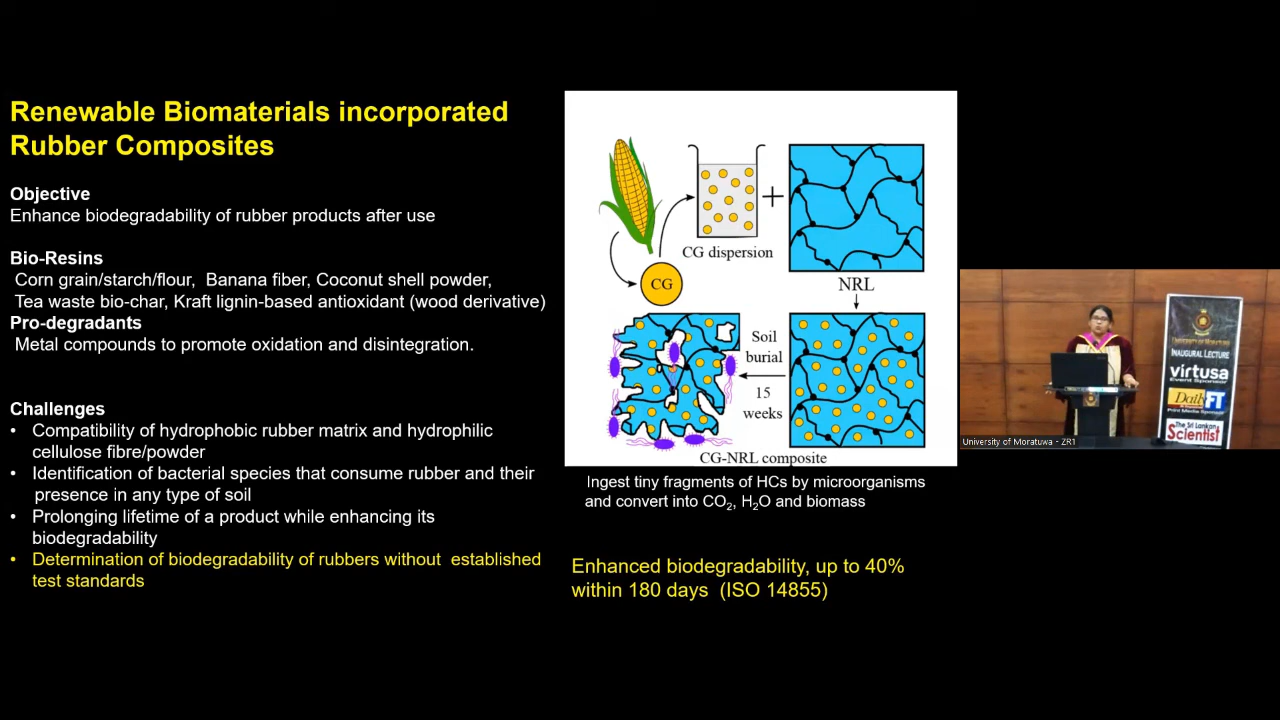 Renewable Biomaterials incorporated
Rubber Composites
Objective
Enhance biodegradability of rubber products after use
Bio-Resins
Corn grain/starch/flour, Banana fiber, Coconut shell powder,
Tea waste bio-char, Kraft lignin-based antioxidant (wood derivative)
Pro-degradants
Metal compounds to promote oxidation and disintegration.
Challenges
• Compatibility of hydrophobic rubber matrix and hydrophilic
cellulose fibre/powder
• Identification of bacterial species that consume rubber and their
presence in any type of soil
• Prolonging lifetime of a product while enhancing its
biodegradability
• Determination of biodegradability of rubbers without established
test standards
CG dispersion
+
CG
NRL
Soil
burial
15
weeks
CG-NRL composite
Ingest tiny fragments of HCs by microorganisms
and convert into CO₂, H₂O and biomass
Enhanced biodegradability, up to 40%
within 180 days (ISO 14855)
UNIVERSITY OF MORATUWA
INAUGURAL LECTURE
virtusa
Event Sponsor
Daily FT
Print Media Sponsor
The Sri Lankan
Scientist
University of Moratuwa - ZR1